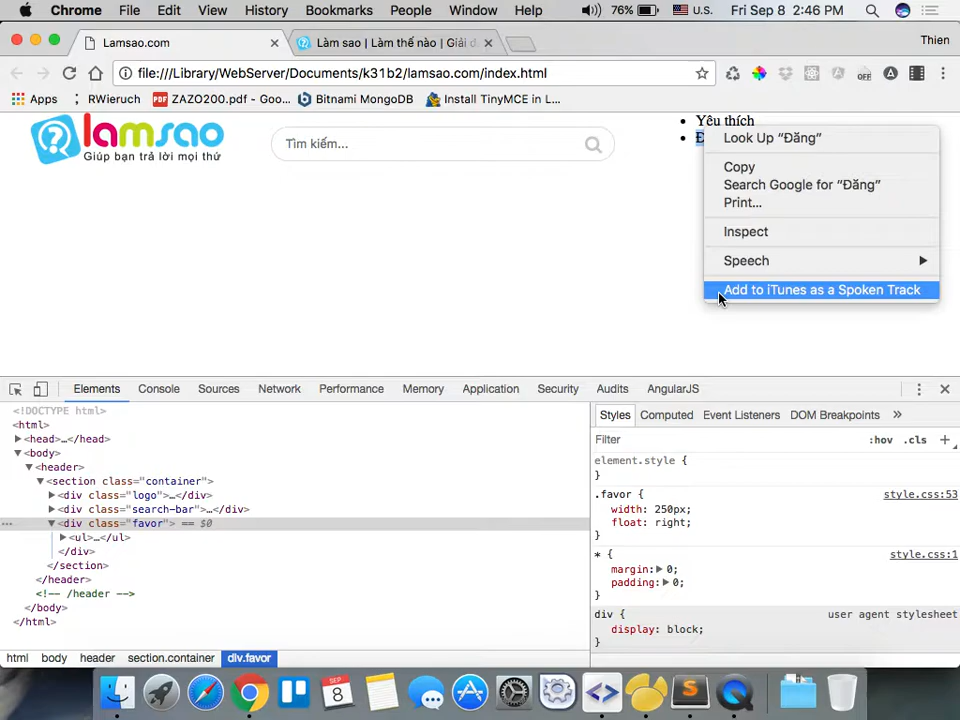 Chrome File Edit View History Bookmarks People Window Help 76% U.S. Fri Sep 8 2:46 PM
Lamsao.com
Làm sao | Làm thế nào | Giải đ
Thien
file:///Library/WebServer/Documents/k31b2/lamsao.com/index.html
OFF
Apps RWieruch ZAZO200.pdf - Goo... Bitnami MongoDB Install TinyMCE in L...
lamsao
Giúp bạn trả lời mọi thứ
Tìm kiếm...
Yêu thích
Look Up “Đăng”
Copy
Search Google for “Đăng”
Print...
Inspect
Speech
Add to iTunes as a Spoken Track
Elements Console Sources Network Performance Memory Application Security Audits AngularJS
<!DOCTYPE html>
<html>
<head>…</head>
<body>
<header>
<section class="container">
<div class="logo">…</div>
<div class="search-bar">…</div>
<div class="favor"> == $0
<ul>…</ul>
</div>
</section>
</header>
<!-- /header -->
</body>
</html>
html body header section.container div.favor
Styles Computed Event Listeners DOM Breakpoints »
Filter :hov .cls +
element.style {
}
.favor { style.css:53
width: 250px;
float: right;
}
* { style.css:1
margin: 0;
padding: 0;
}
div { user agent stylesheet
display: block;
}
SEP
8